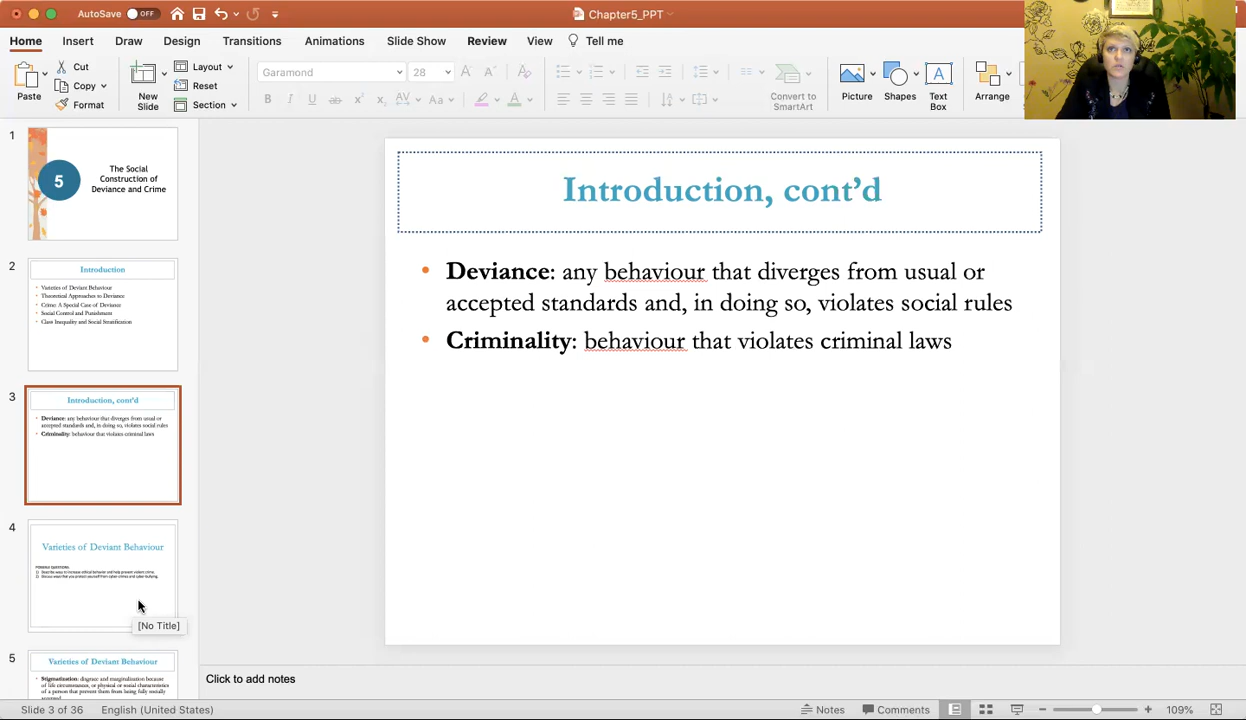 AutoSave OFF
Chapter5_PPT
Home Insert Draw Design Transitions Animations Slide Show Review View Tell me
Paste
Cut
Copy
Format
New
Slide
Layout
Reset
Section
Garamond 28
Convert to
SmartArt
Picture
Shapes
Text
Box
Arrange
1
5
The Social
Construction of
Deviance and Crime
2
Introduction
• Varieties of Deviant Behaviour
• Theoretical Approaches to Deviance
• Crime: A Special Case of Deviance
• Social Control and Punishment
• Class Inequality and Social Stratification
3
Introduction, cont'd
• Deviance: any behaviour that diverges from usual or
accepted standards and, in doing so, violates social rules
• Criminality: behaviour that violates criminal laws
4
Varieties of Deviant Behaviour
POSSIBLE QUESTIONS:
[No Title]
5
Varieties of Deviant Behaviour
• Stigmatization: disgrace and marginalization because
of life circumstances, or physical or social characteristics
of a person that prevent them from being fully socially
accepted
Introduction, cont'd
• Deviance: any behaviour that diverges from usual or
accepted standards and, in doing so, violates social rules
• Criminality: behaviour that violates criminal laws
Click to add notes
Slide 3 of 36 English (United States) Notes Comments 109%